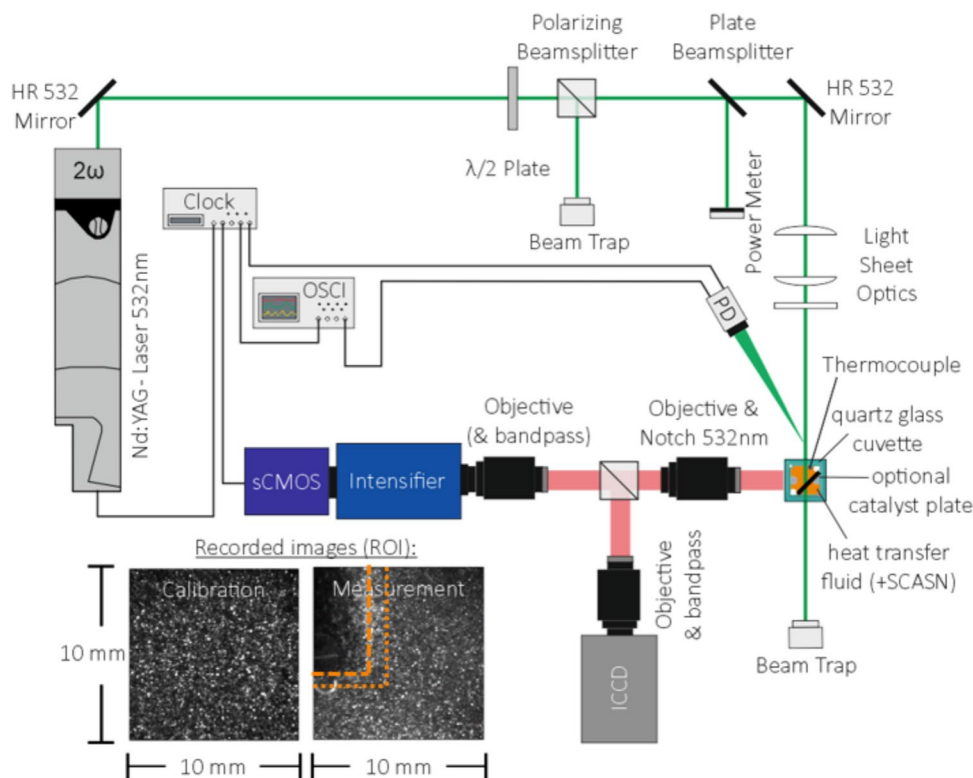 Polarizing
Beamsplitter
Plate
Beamsplitter
HR 532
Mirror
HR 532
Mirror
λ/2 Plate
2ω
Clock
Beam Trap
Power Meter
Light
Sheet
Optics
OSCI
PD
Nd:YAG - Laser 532nm
Thermocouple
quartz glass
cuvette
optional
catalyst plate
heat transfer
fluid (+SCASN)
Objective
(& bandpass)
Objective &
Notch 532nm
sCMOS
Intensifier
Recorded images (ROI):
Calibration
Measurement
10 mm
10 mm
10 mm
Objective
& bandpass
ICCD
Beam Trap